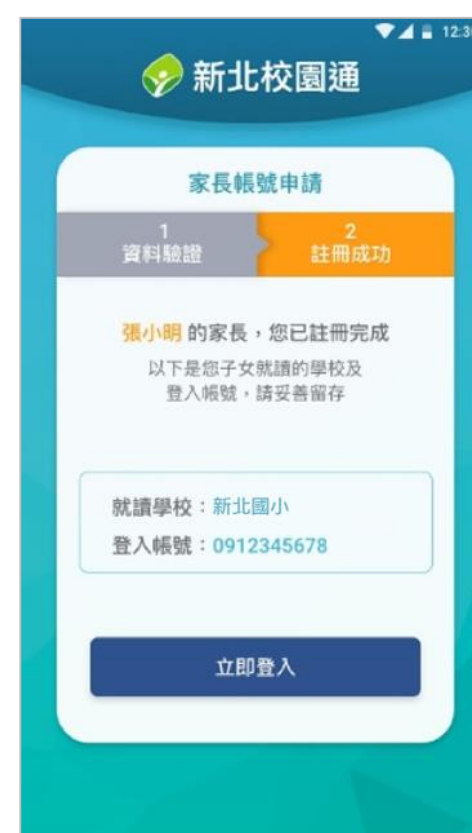 12:30
新北校園通
家長帳號申請
1
資料驗證
2
註冊成功
張小明 的家長，您已註冊完成
以下是您子女就讀的學校及
登入帳號，請妥善留存
就讀學校：新北國小
登入帳號：0912345678
立即登入